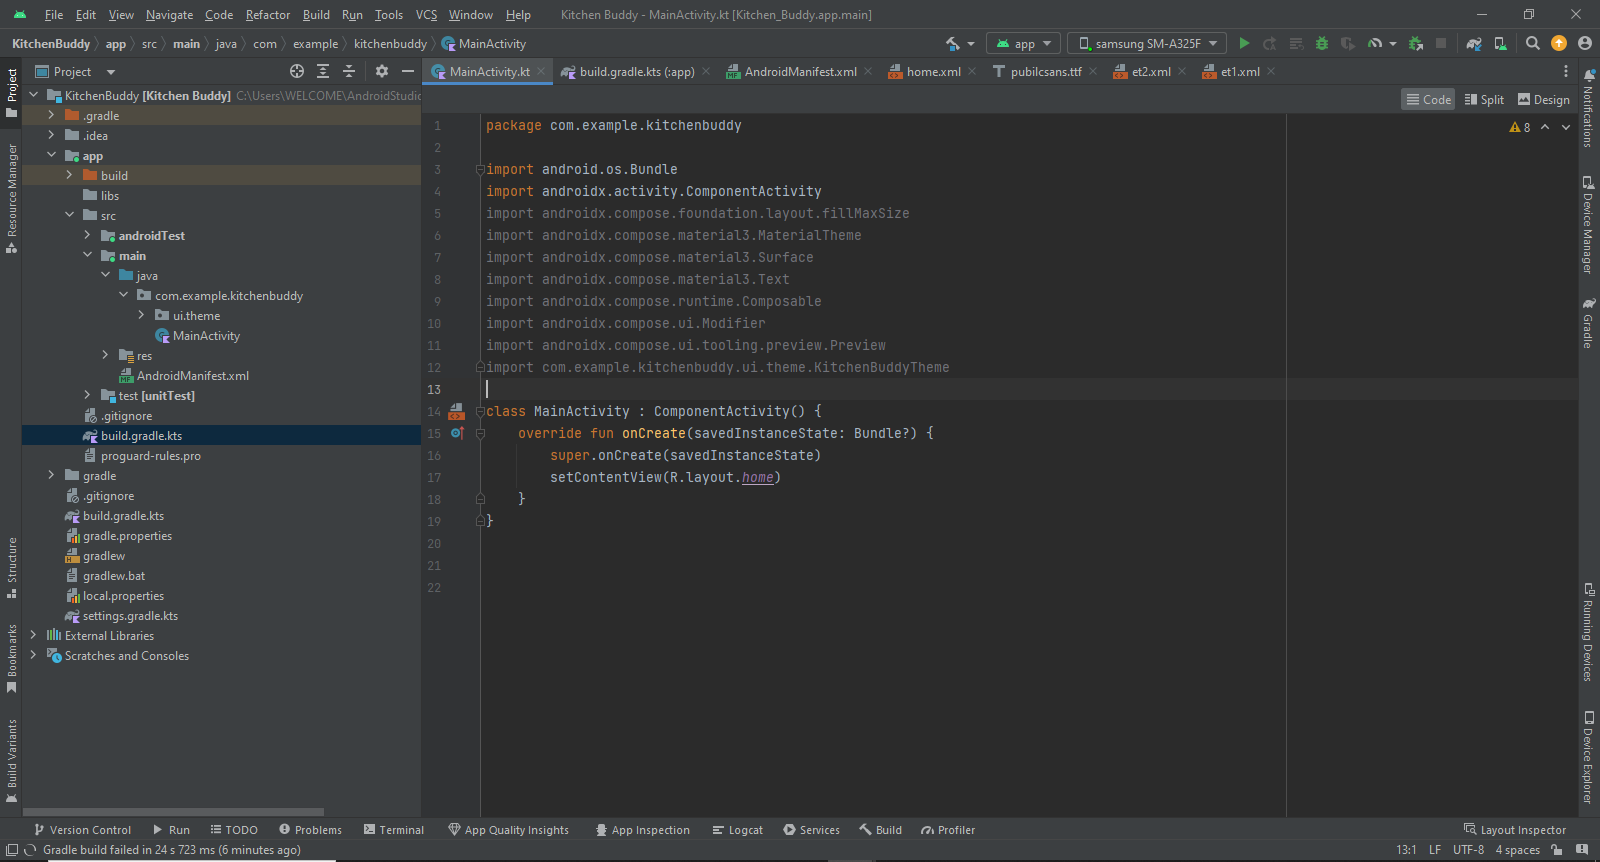 File Edit View Navigate Code Refactor Build Run Tools VCS Window Help Kitchen Buddy - MainActivity.kt [Kitchen_Buddy.app.main]
KitchenBuddy app src main java com example kitchenbuddy MainActivity app samsung SM-A325F
Project MainActivity.kt build.gradle.kts (:app) AndroidManifest.xml home.xml pubilcsans.ttf et2.xml et1.xml
Code Split Design
Project
Resource Manager
Structure
Bookmarks
Build Variants
KitchenBuddy [Kitchen Buddy] C:\Users\WELCOME\AndroidStudi
.gradle
.idea
app
build
libs
src
androidTest
main
java
com.example.kitchenbuddy
ui.theme
MainActivity
res
AndroidManifest.xml
test [unitTest]
.gitignore
build.gradle.kts
proguard-rules.pro
gradle
.gitignore
build.gradle.kts
gradle.properties
gradlew
gradlew.bat
local.properties
settings.gradle.kts
External Libraries
Scratches and Consoles
1 package com.example.kitchenbuddy
8
2
3 import android.os.Bundle
4 import androidx.activity.ComponentActivity
5 import androidx.compose.foundation.layout.fillMaxSize
6 import androidx.compose.material3.MaterialTheme
7 import androidx.compose.material3.Surface
8 import androidx.compose.material3.Text
9 import androidx.compose.runtime.Composable
10 import androidx.compose.ui.Modifier
11 import androidx.compose.ui.tooling.preview.Preview
12 import com.example.kitchenbuddy.ui.theme.KitchenBuddyTheme
13
14 class MainActivity : ComponentActivity() {
15 override fun onCreate(savedInstanceState: Bundle?) {
16 super.onCreate(savedInstanceState)
17 setContentView(R.layout.home)
18 }
19 }
20
21
22
Notifications
Device Manager
Gradle
Running Devices
Device Explorer
Version Control Run TODO Problems Terminal App Quality Insights App Inspection Logcat Services Build Profiler Layout Inspector
Gradle build failed in 24 s 723 ms (6 minutes ago) 13:1 LF UTF-8 4 spaces